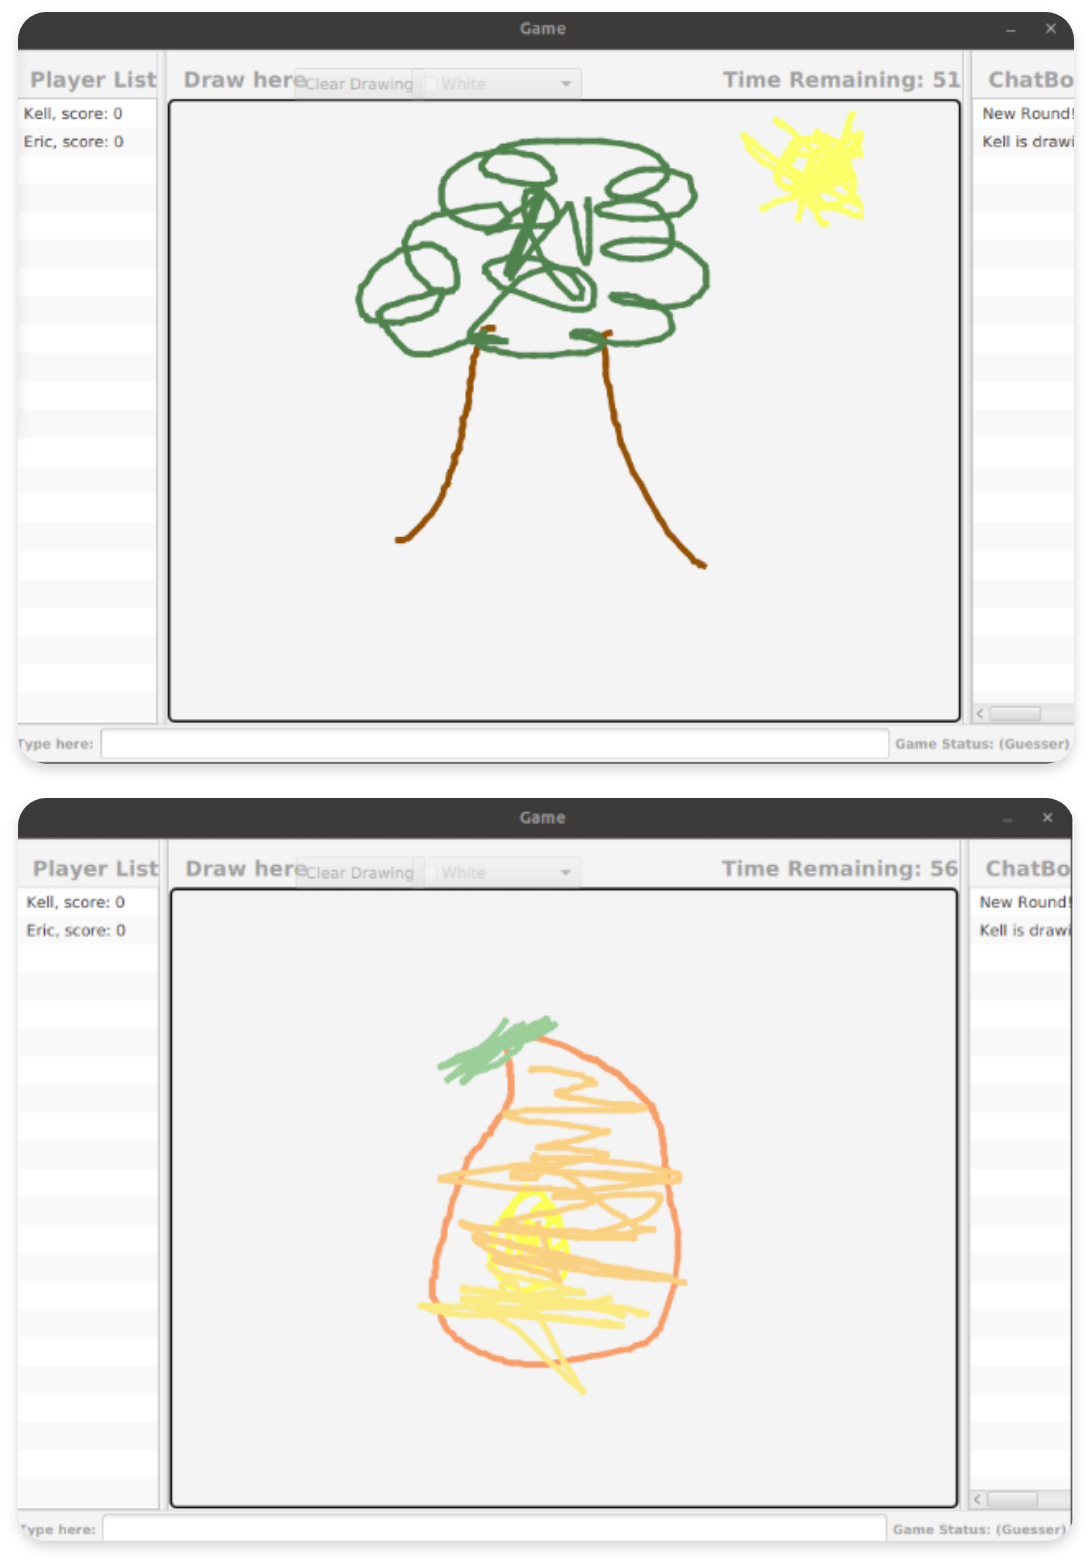 Game
Player List
Draw here
Clear Drawing
White
Time Remaining: 51
ChatBo
Kell, score: 0
New Round!
Eric, score: 0
Kell is drawi
Type here:
Game Status: (Guesser)
Game
Player List
Draw here
Clear Drawing
White
Time Remaining: 56
ChatBo
Kell, score: 0
New Round!
Eric, score: 0
Kell is drawi
Type here:
Game Status: (Guesser)